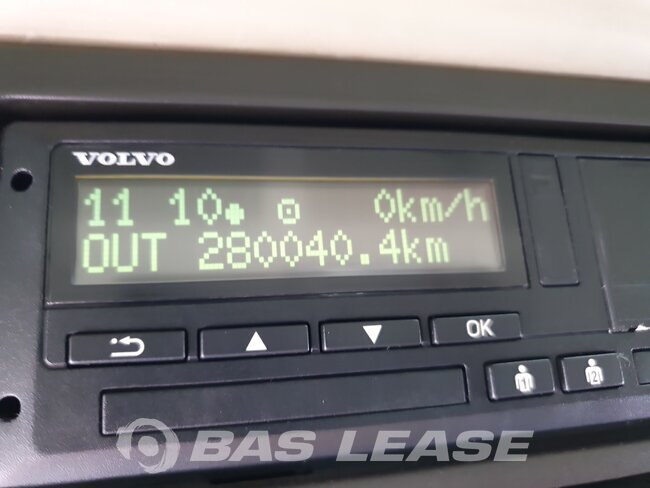 VOLVO
11 10 0km/h
OUT 280040.4km
OK
1 2
BAS LEASE